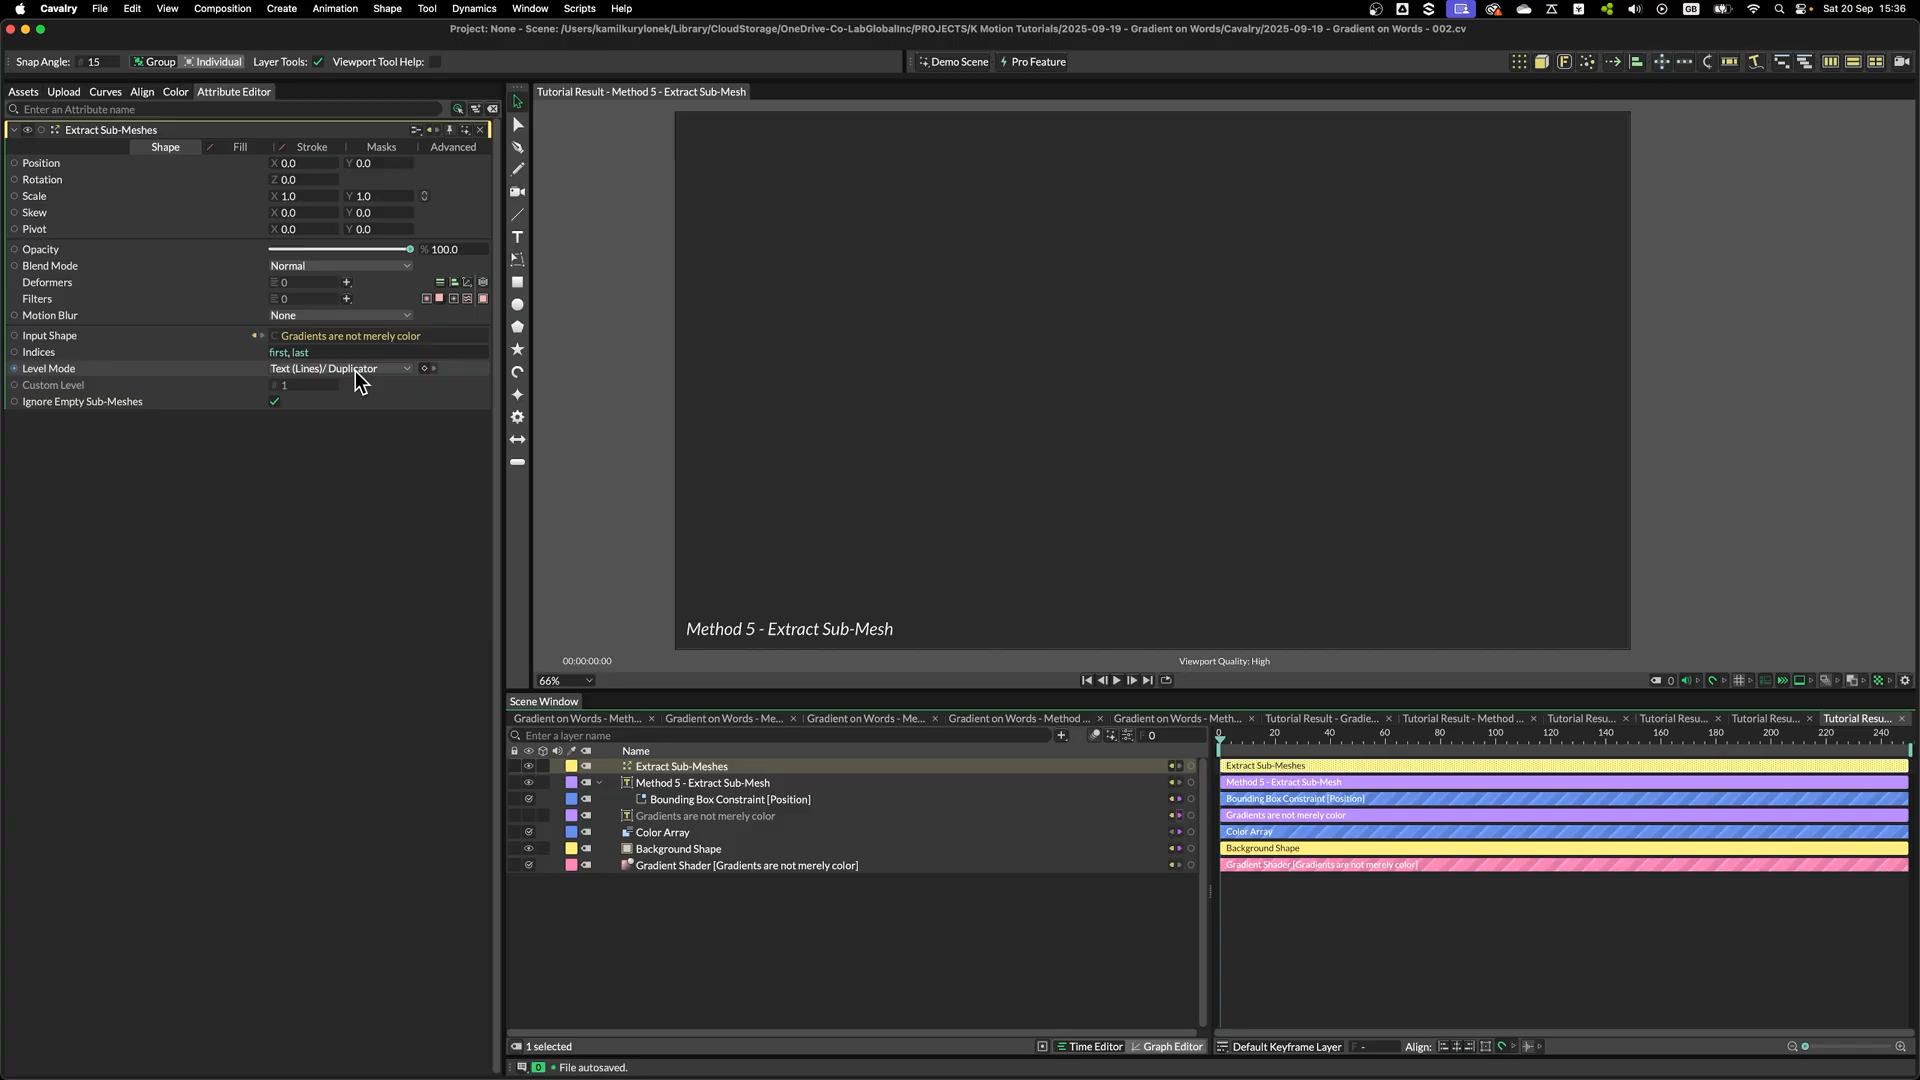 Cavalry File Edit View Composition Create Animation Shape Tool Dynamics Window Scripts Help
GB Sat 20 Sep 15:36
Project: None - Scene: /Users/kamilkurylonek/Library/CloudStorage/OneDrive-Co-LabGlobalInc/PROJECTS/K Motion Tutorials/2025-09-19 - Gradient on Words/Cavalry/2025-09-19 - Gradient on Words - 002.cv
Snap Angle: 15 Group Individual Layer Tools: Viewport Tool Help: Demo Scene Pro Feature
Assets Upload Curves Align Color Attribute Editor
Tutorial Result - Method 5 - Extract Sub-Mesh
Enter an Attribute name
Extract Sub-Meshes
Shape Fill Stroke Masks Advanced
Position X 0.0 Y 0.0
Rotation Z 0.0
Scale X 1.0 Y 1.0
Skew X 0.0 Y 0.0
Pivot X 0.0 Y 0.0
Opacity % 100.0
Blend Mode Normal
Deformers 0
Filters 0
Motion Blur None
Input Shape Gradients are not merely color
Indices first, last
Level Mode Text (Lines)/ Duplicator
Custom Level 1
Ignore Empty Sub-Meshes
Method 5 - Extract Sub-Mesh
00:00:00:00 Viewport Quality: High
66% 0
Scene Window
Gradient on Words - Meth... Gradient on Words - Me... Gradient on Words - Me... Gradient on Words - Method ... Gradient on Words - Meth... Tutorial Result - Gradie... Tutorial Result - Method ... Tutorial Resu... Tutorial Resu... Tutorial Resu... Tutorial Resu...
Enter a layer name F 0
0 20 40 60 80 100 120 140 160 180 200 220 240
Name
Extract Sub-Meshes Extract Sub-Meshes
Method 5 - Extract Sub-Mesh Method 5 - Extract Sub-Mesh
Bounding Box Constraint [Position] Bounding Box Constraint [Position]
Gradients are not merely color Gradients are not merely color
Color Array Color Array
Background Shape Background Shape
Gradient Shader [Gradients are not merely color] Gradient Shader [Gradients are not merely color]
1 selected Time Editor Graph Editor Default Keyframe Layer F - Align:
0 File autosaved.